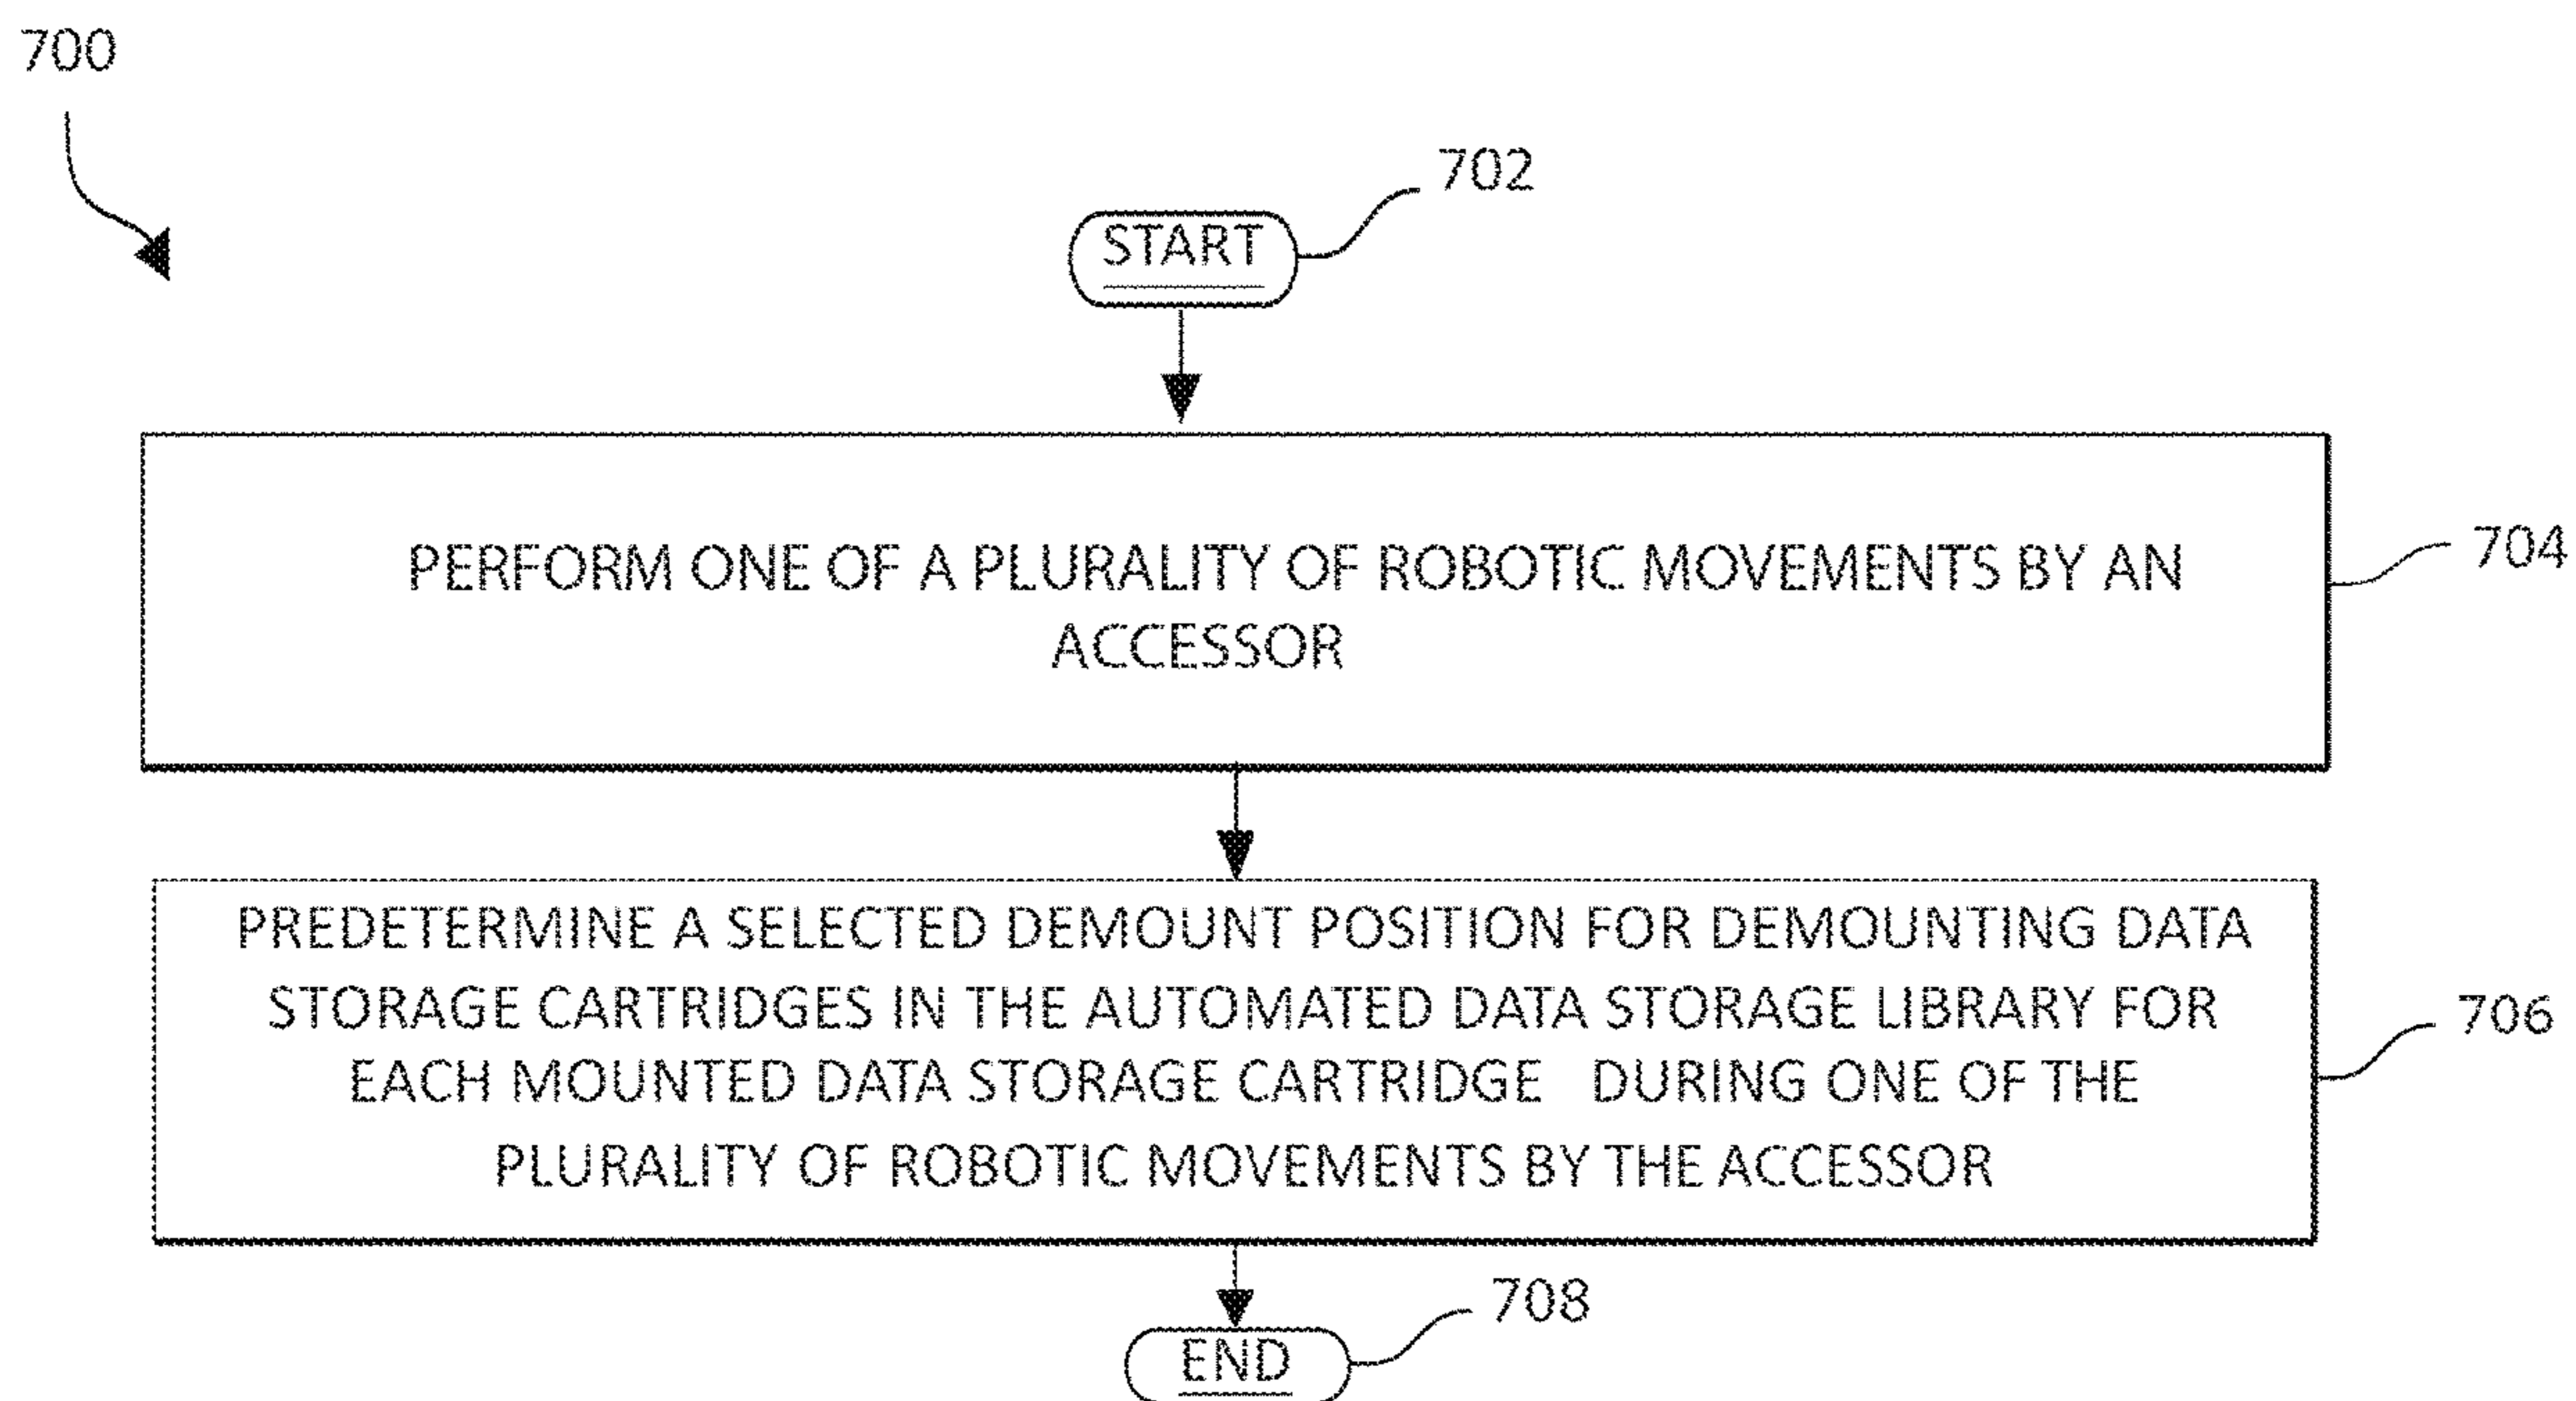 700
702
START
PERFORM ONE OF A PLURALITY OF ROBOTIC MOVEMENTS BY AN
ACCESSOR
704
PREDETERMINE A SELECTED DEMOUNT POSITION FOR DEMOUNTING DATA
STORAGE CARTRIDGES IN THE AUTOMATED DATA STORAGE LIBRARY FOR
EACH MOUNTED DATA STORAGE CARTRIDGE DURING ONE OF THE
PLURALITY OF ROBOTIC MOVEMENTS BY THE ACCESSOR
706
708
END